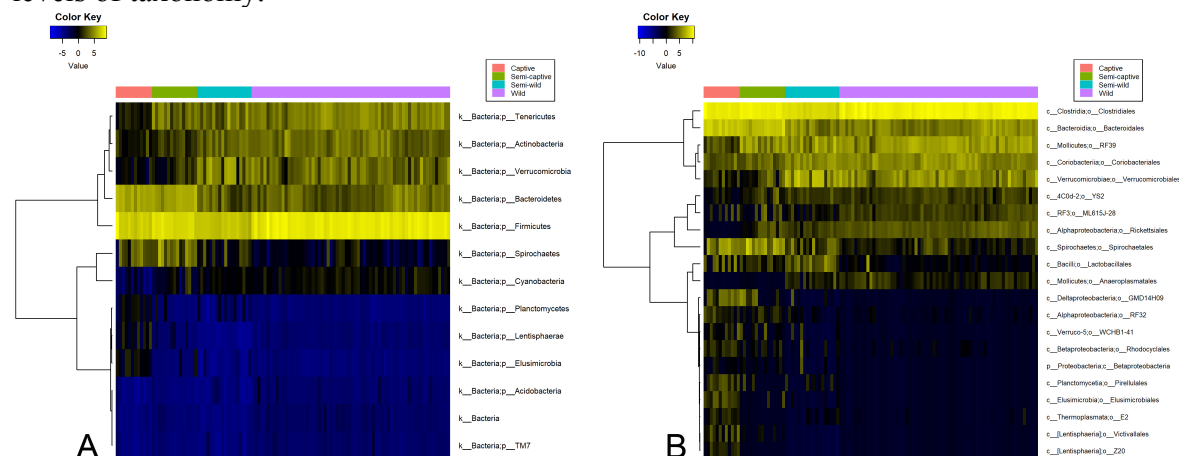 levels of taxonomy.
Color Key
-5 0 5
Value
Captive
Semi-captive
Semi-wild
Wild
k__Bacteria;p__Tenericutes
k__Bacteria;p__Actinobacteria
k__Bacteria;p__Verrucomicrobia
k__Bacteria;p__Bacteroidetes
k__Bacteria;p__Firmicutes
k__Bacteria;p__Spirochaetes
k__Bacteria;p__Cyanobacteria
k__Bacteria;p__Planctomycetes
k__Bacteria;p__Lentisphaerae
k__Bacteria;p__Elusimicrobia
k__Bacteria;p__Acidobacteria
k__Bacteria
k__Bacteria;p__TM7
A
Color Key
-10 0 5
Value
Captive
Semi-captive
Semi-wild
Wild
c__Clostridia;o__Clostridiales
c__Bacteroidia;o__Bacteroidales
c__Mollicutes;o__RF39
c__Coriobacteriia;o__Coriobacteriales
c__Verrucomicrobiae;o__Verrucomicrobiales
c__4C0d-2;o__YS2
c__RF3;o__ML615J-28
c__Alphaproteobacteria;o__Rickettsiales
c__Spirochaetes;o__Spirochaetales
c__Bacilli;o__Lactobacillales
c__Mollicutes;o__Anaeroplasmatales
c__Deltaproteobacteria;o__GMD14H09
c__Alphaproteobacteria;o__RF32
c__Verruco-5;o__WCHB1-41
c__Betaproteobacteria;o__Rhodocyclales
p__Proteobacteria;c__Betaproteobacteria
c__Planctomycetia;o__Pirellulales
c__Elusimicrobia;o__Elusimicrobiales
c__Thermoplasmata;o__E2
c__[Lentisphaeria];o__Victivallales
c__[Lentisphaeria];o__Z20
B